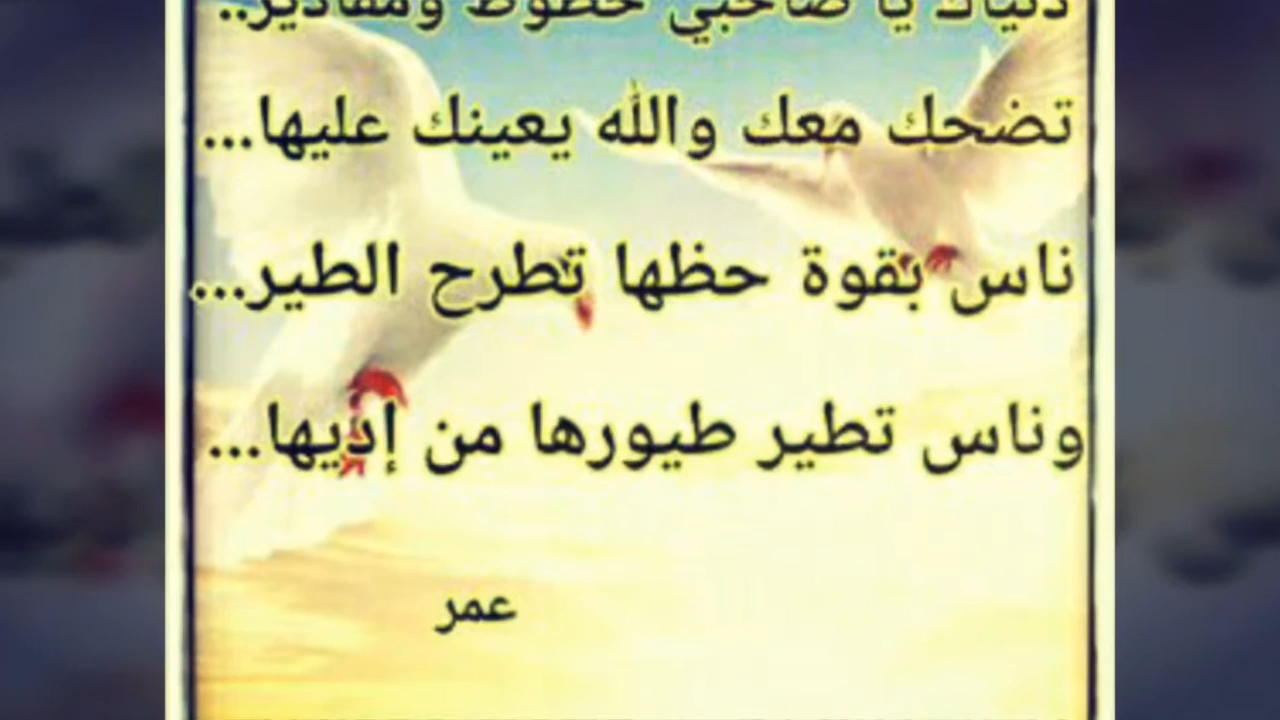 دنياك يا صاحبي حظوظ ومقادير..
تضحك معك والله يعينك عليها...
ناس بقوة حظها تطرح الطير...
وناس تطير طيورها من إديها...
عمر